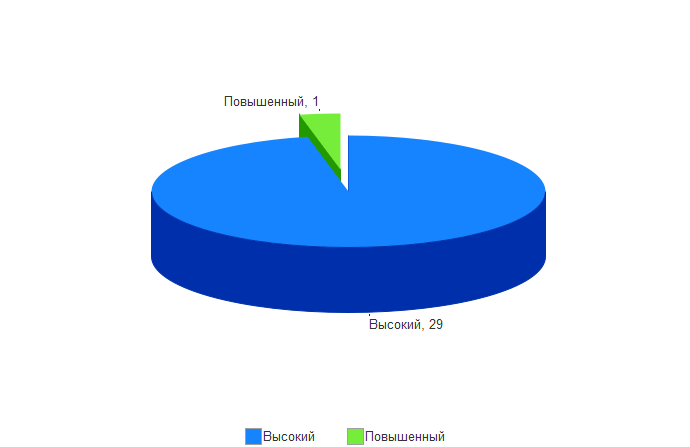 Повышенный, 1
Высокий, 29
Высокий
Повышенный